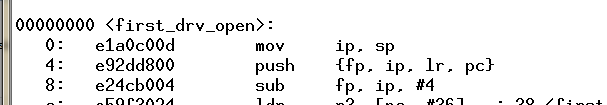 00000000 <first_drv_open>:
0: e1a0c00d mov ip, sp
4: e92dd800 push {fp, ip, lr, pc}
8: e24cb004 sub fp, ip, #4